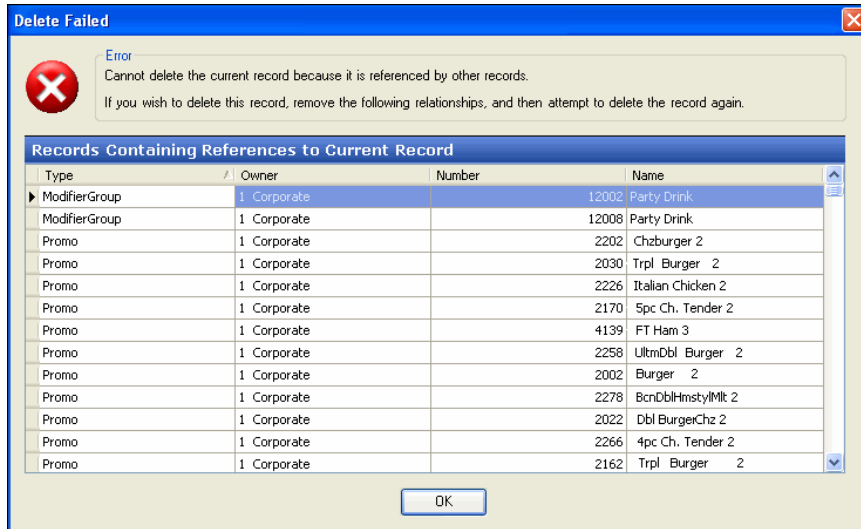 Delete Failed
Error
Cannot delete the current record because it is referenced by other records.
If you wish to delete this record, remove the following relationships, and then attempt to delete the record again.
Records Containing References to Current Record
Type Owner Number Name
ModifierGroup 1 Corporate 12002 Party Drink
ModifierGroup 1 Corporate 12008 Party Drink
Promo 1 Corporate 2202 Chzburger 2
Promo 1 Corporate 2030 Trpl Burger 2
Promo 1 Corporate 2226 Italian Chicken 2
Promo 1 Corporate 2170 5pc Ch. Tender 2
Promo 1 Corporate 4139 FT Ham 3
Promo 1 Corporate 2258 UltmDbl Burger 2
Promo 1 Corporate 2002 Burger 2
Promo 1 Corporate 2278 BcnDblHmstylMlt 2
Promo 1 Corporate 2022 Dbl BurgerChz 2
Promo 1 Corporate 2266 4pc Ch. Tender 2
Promo 1 Corporate 2162 Trpl Burger 2
OK